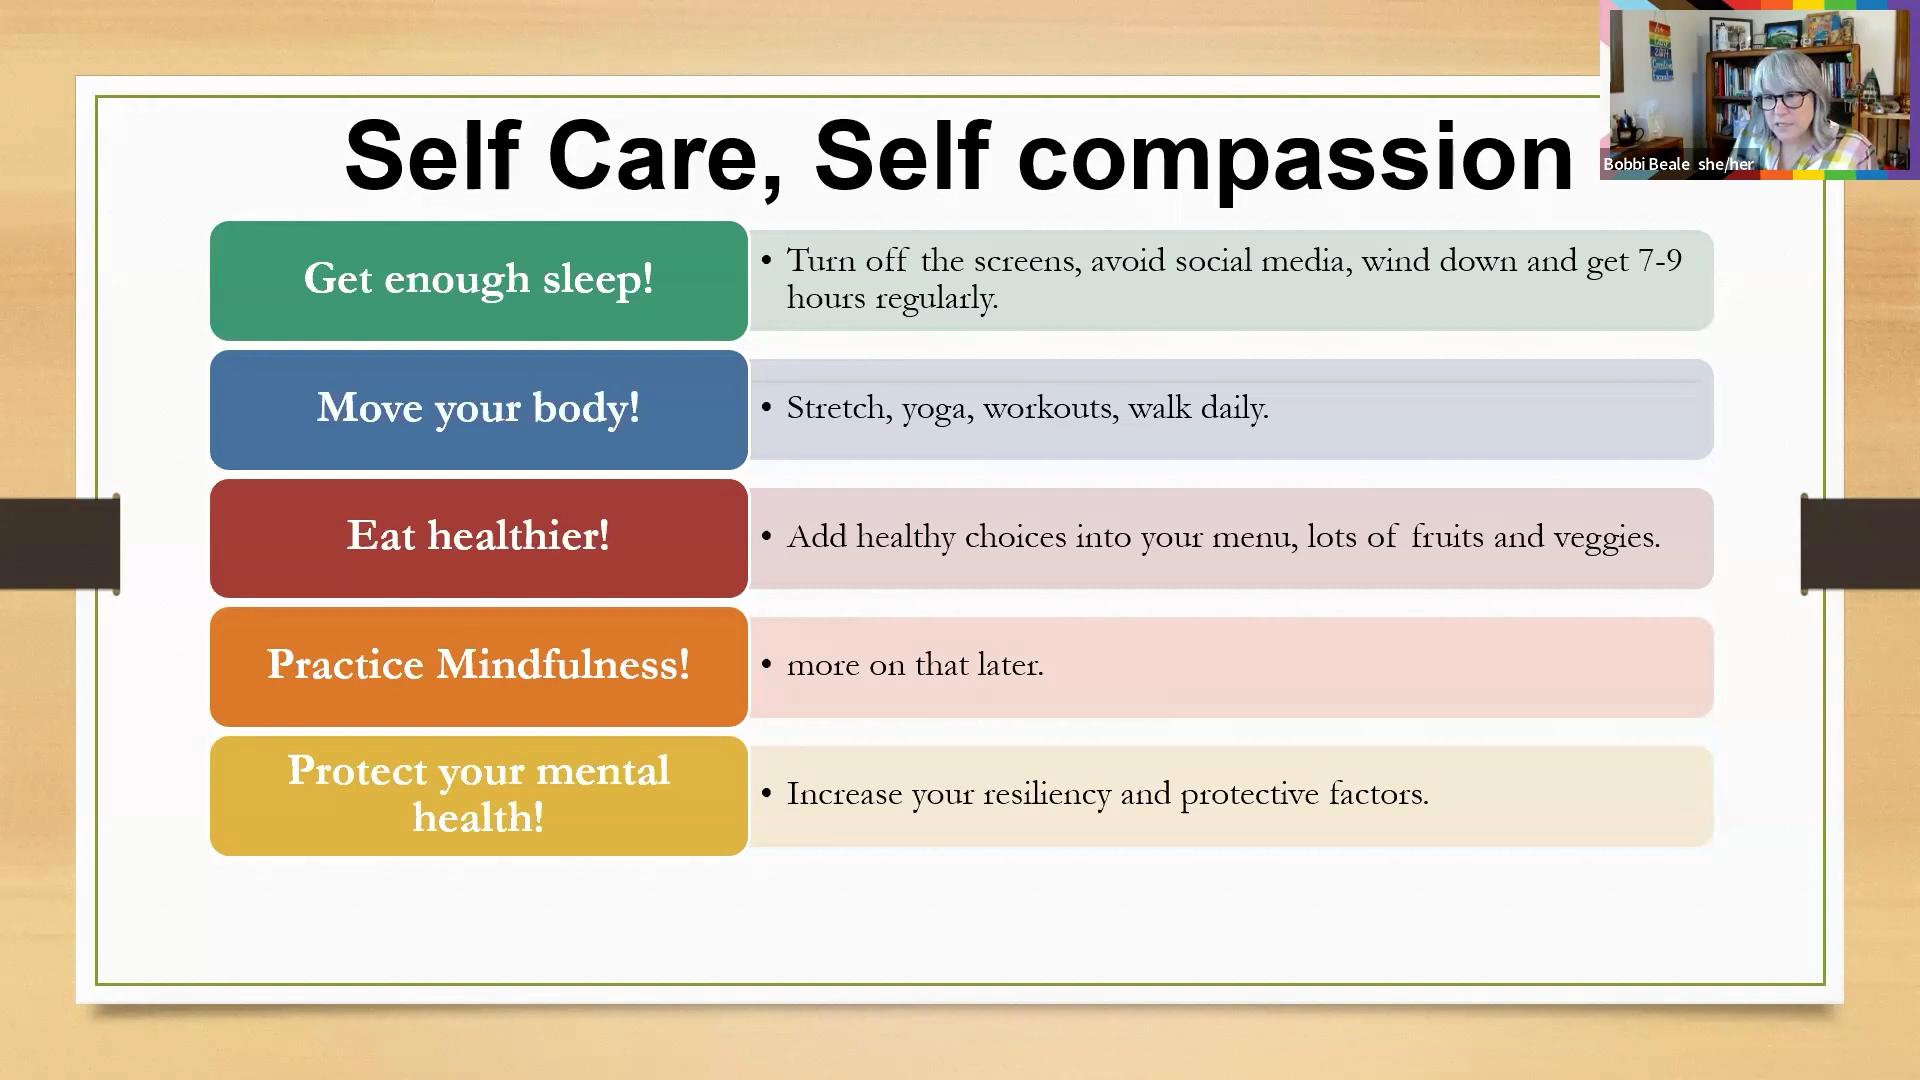 Self Care, Self compassion
Bobbi Beale she/her
Get enough sleep!
• Turn off the screens, avoid social media, wind down and get 7-9
hours regularly.
Move your body!
• Stretch, yoga, workouts, walk daily.
Eat healthier!
• Add healthy choices into your menu, lots of fruits and veggies.
Practice Mindfulness!
• more on that later.
Protect your mental
health!
• Increase your resiliency and protective factors.